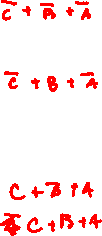 C̅ + B̅ + A̅
C̅ + B + A̅
C + B̅ + A
C + B + A